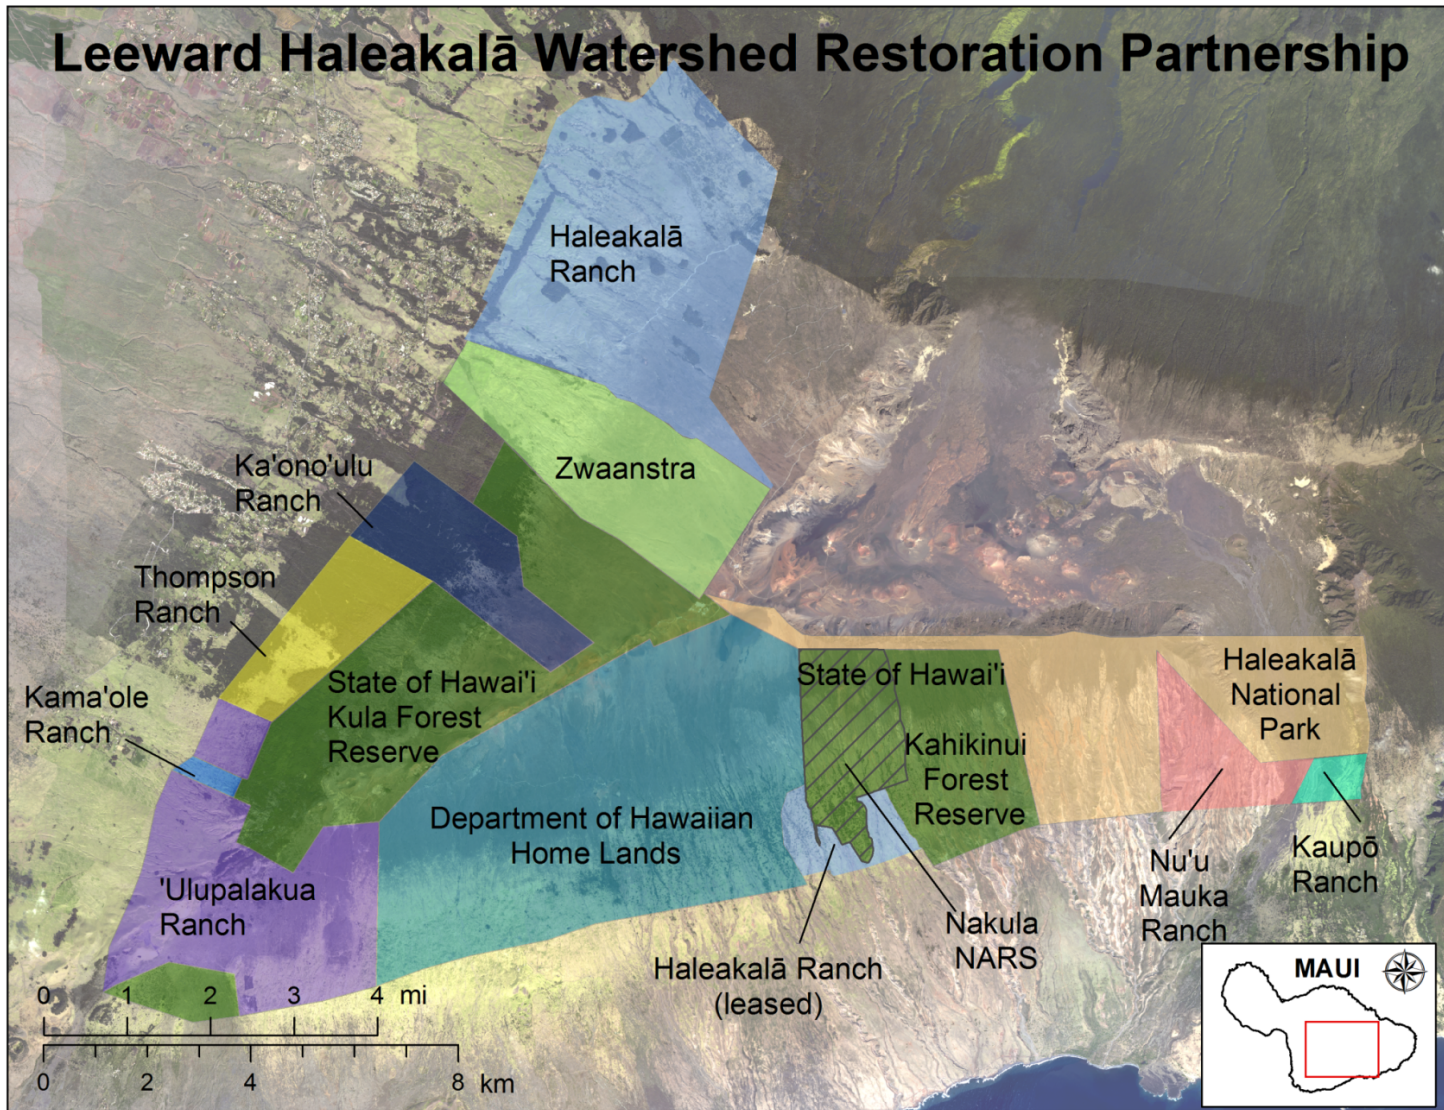 Leeward Haleakalā Watershed Restoration Partnership
Haleakalā
Ranch
Zwaanstra
Ka'ono'ulu
Ranch
Thompson
Ranch
Kama'ole
Ranch
State of Hawai'i
Kula Forest
Reserve
State of Hawai'i
Kahikinui
Forest
Reserve
Haleakalā
National
Park
Department of Hawaiian
Home Lands
'Ulupalakua
Ranch
Nu'u
Mauka
Ranch
Kaupō
Ranch
Nakula
NARS
Haleakalā Ranch
(leased)
0 1 2 3 4 mi
0 2 4 8 km
MAUI